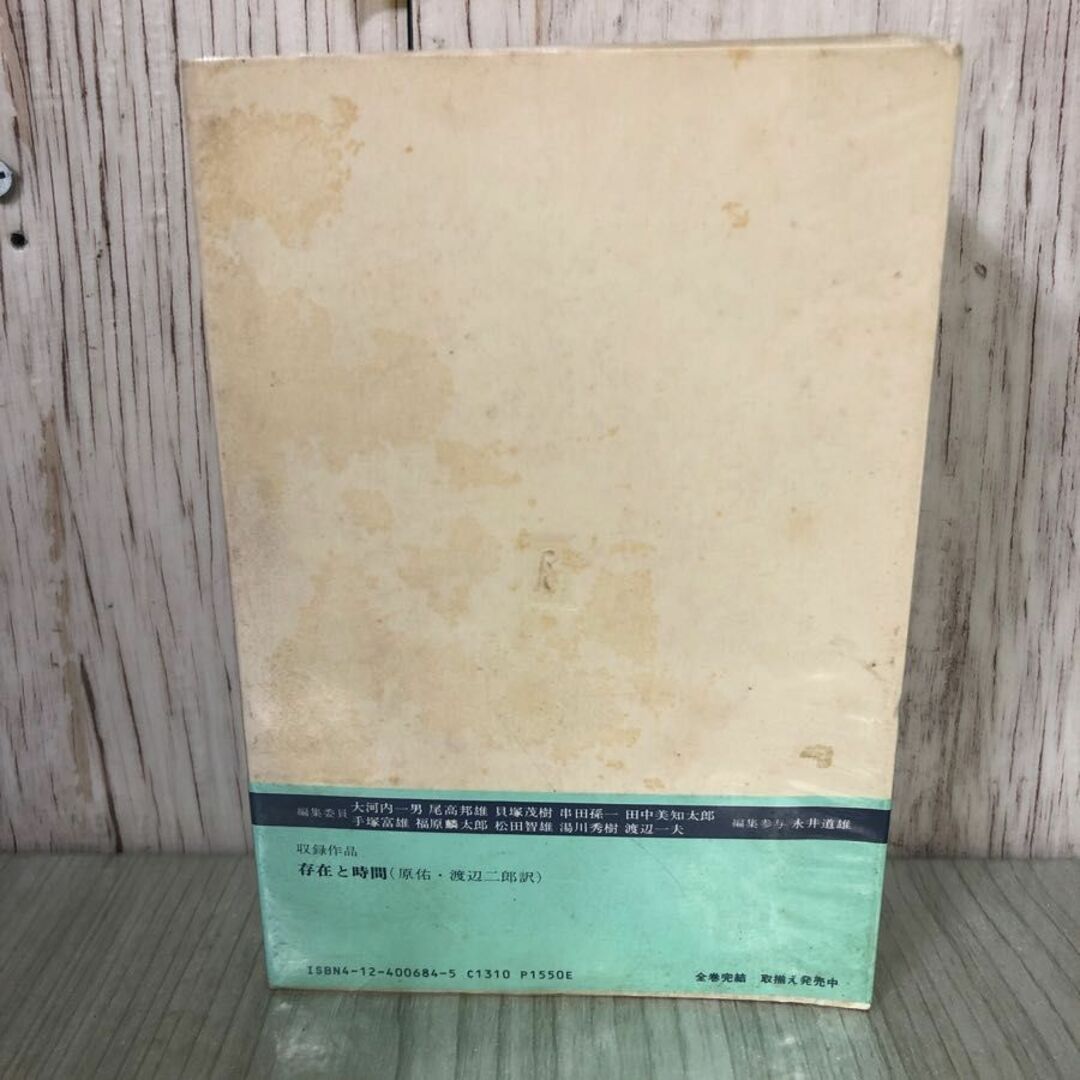 編集委員 大河内一男 尾高邦雄 貝塚茂樹 串田孫一 田中美知太郎
手塚富雄 福原麟太郎 松田智雄 湯川秀樹 渡辺一夫
編集参与 永井道雄
収録作品
存在と時間(原佑・渡辺二郎訳)
ISBN4-12-400684-5 C1310 P1550E
全巻完結 取揃え発売中